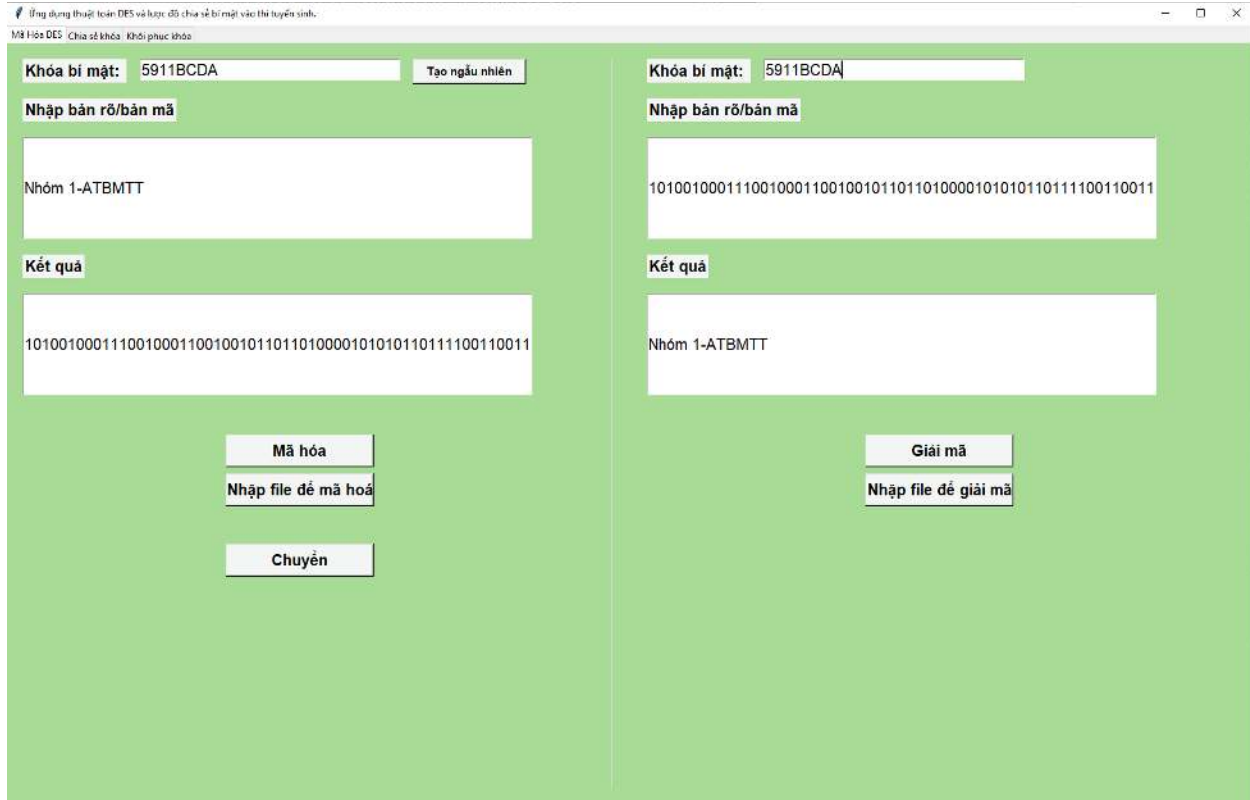 Ứng dụng thuật toán DES và lược đồ chia sẻ bí mật vào thi tuyển sinh.
Mã Hóa DES Chia sẻ khóa Khôi phục khóa
Khóa bí mật: 5911BCDA Tạo ngẫu nhiên
Nhập bản rõ/bản mã
Nhóm 1-ATBMTT
Kết quả
10100100011100100011001001011011010000101010110111100110011
Mã hóa
Nhập file để mã hoá
Chuyển
Khóa bí mật: 5911BCDA
Nhập bản rõ/bản mã
10100100011100100011001001011011010000101010110111100110011
Kết quả
Nhóm 1-ATBMTT
Giải mã
Nhập file để giải mã